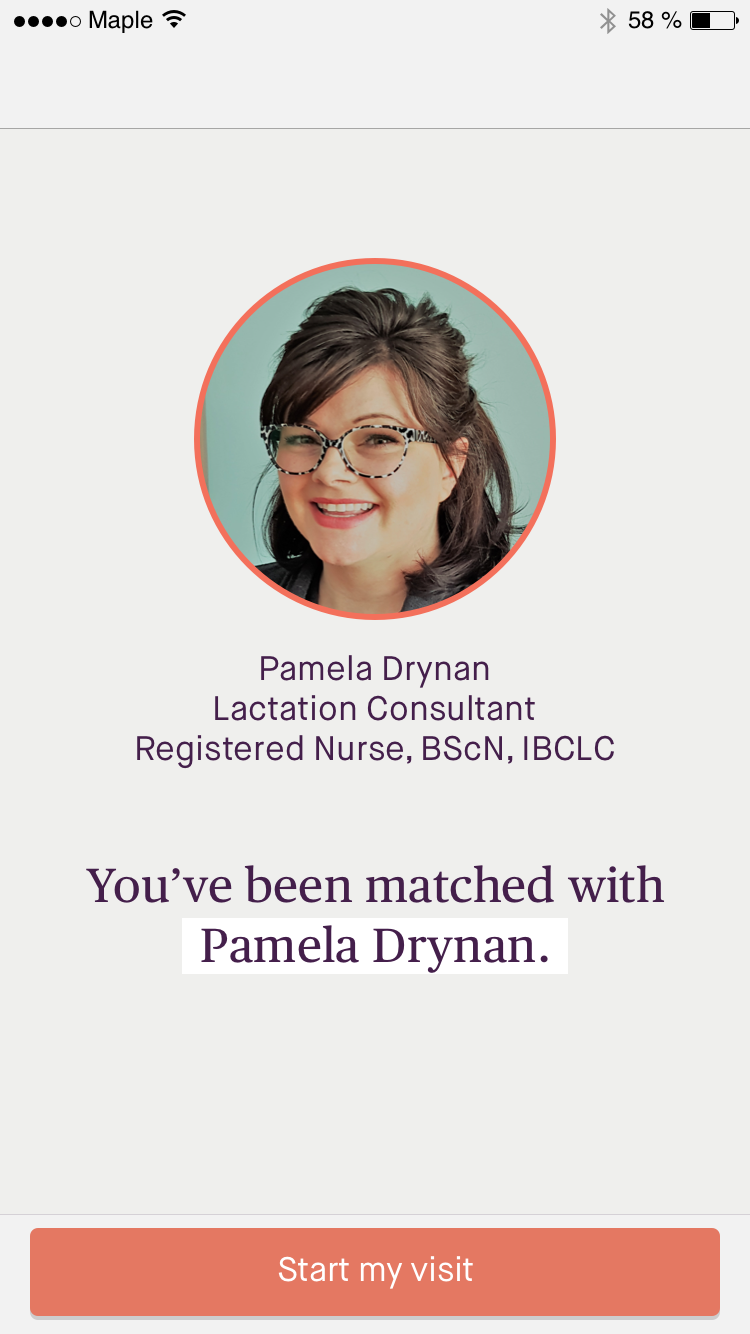 Maple 58 %
Pamela Drynan
Lactation Consultant
Registered Nurse, BScN, IBCLC
You’ve been matched with
Pamela Drynan.
Start my visit